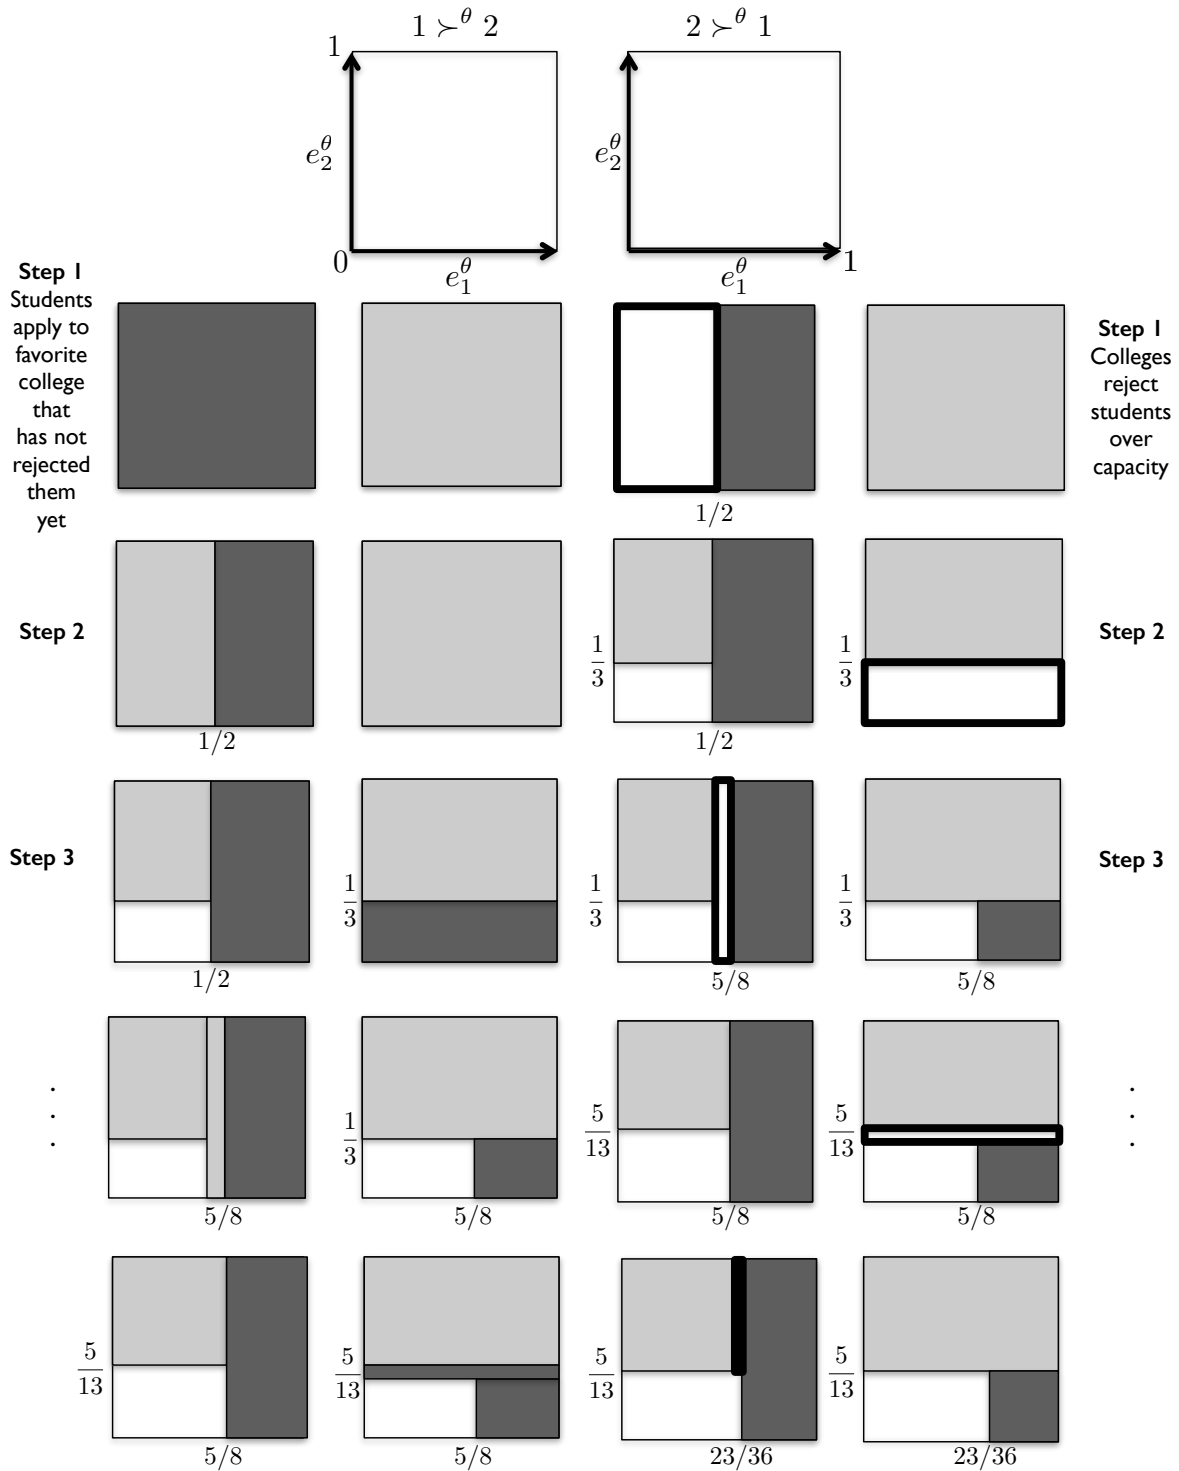 1 ≻^θ 2
2 ≻^θ 1
1
e_2^θ
e_2^θ
0
e_1^θ
e_1^θ
1
Step 1
Students
apply to
favorite
college
that
has not
rejected
them
yet
1/2
Step 1
Colleges
reject
students
over
capacity
Step 2
1/2
1/3
1/2
1/3
Step 2
Step 3
1/2
1/3
1/3
5/8
1/3
5/8
Step 3
.
.
.
5/8
1/3
5/8
5/13
5/8
5/13
5/8
.
.
.
5/13
5/8
5/13
5/8
5/13
23/36
5/13
23/36